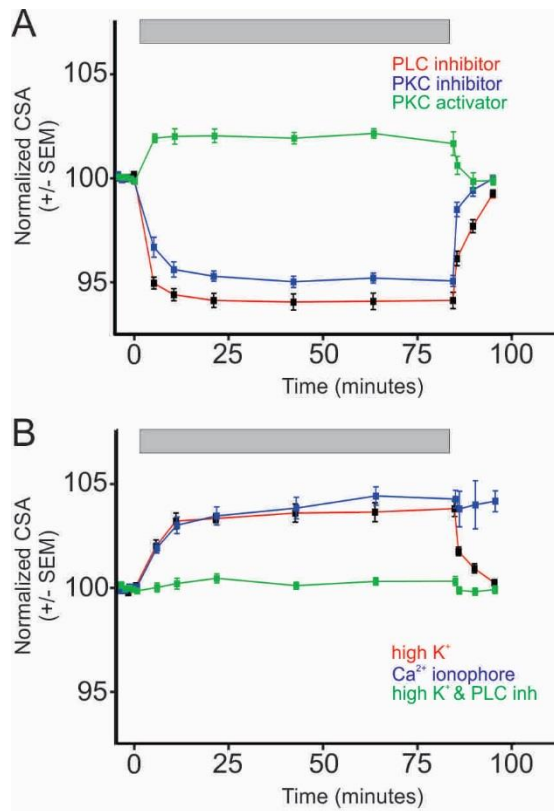 A
PLC inhibitor
PKC inhibitor
PKC activator
105
100
95
Normalized CSA
(+/- SEM)
0
25
50
75
100
Time (minutes)
B
105
100
95
Normalized CSA
(+/- SEM)
high K⁺
Ca²⁺ ionophore
high K⁺ & PLC inh
0
25
50
75
100
Time (minutes)